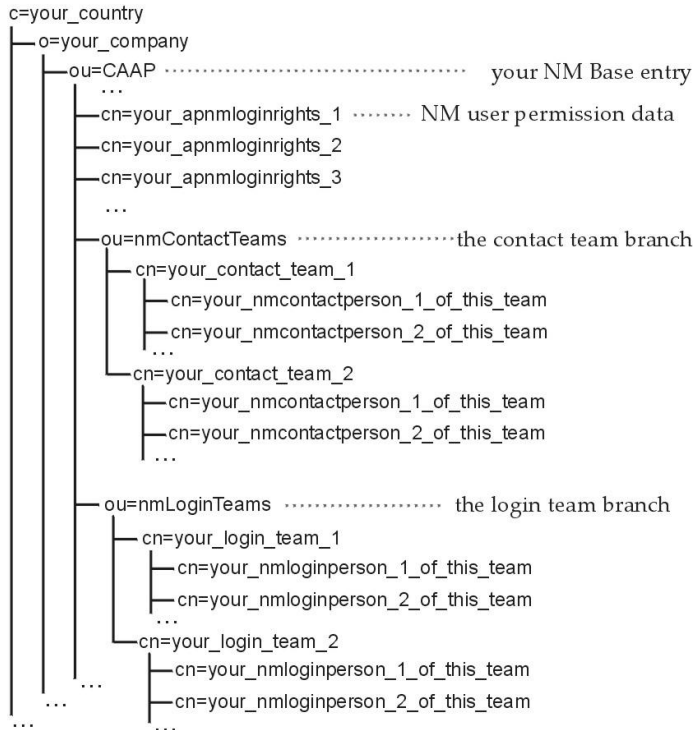 c=your_country
o=your_company
ou=CAAP ...................................................... your NM Base entry
...
cn=your_apnmloginrights_1 .......... NM user permission data
cn=your_apnmloginrights_2
cn=your_apnmloginrights_3
...
ou=nmContactTeams ............................ the contact team branch
cn=your_contact_team_1
cn=your_nmcontactperson_1_of_this_team
cn=your_nmcontactperson_2_of_this_team
...
cn=your_contact_team_2
cn=your_nmcontactperson_1_of_this_team
cn=your_nmcontactperson_2_of_this_team
...
ou=nmLoginTeams ............................ the login team branch
cn=your_login_team_1
cn=your_nmloginperson_1_of_this_team
cn=your_nmloginperson_2_of_this_team
...
cn=your_login_team_2
cn=your_nmloginperson_1_of_this_team
...
cn=your_nmloginperson_2_of_this_team
...
...
...